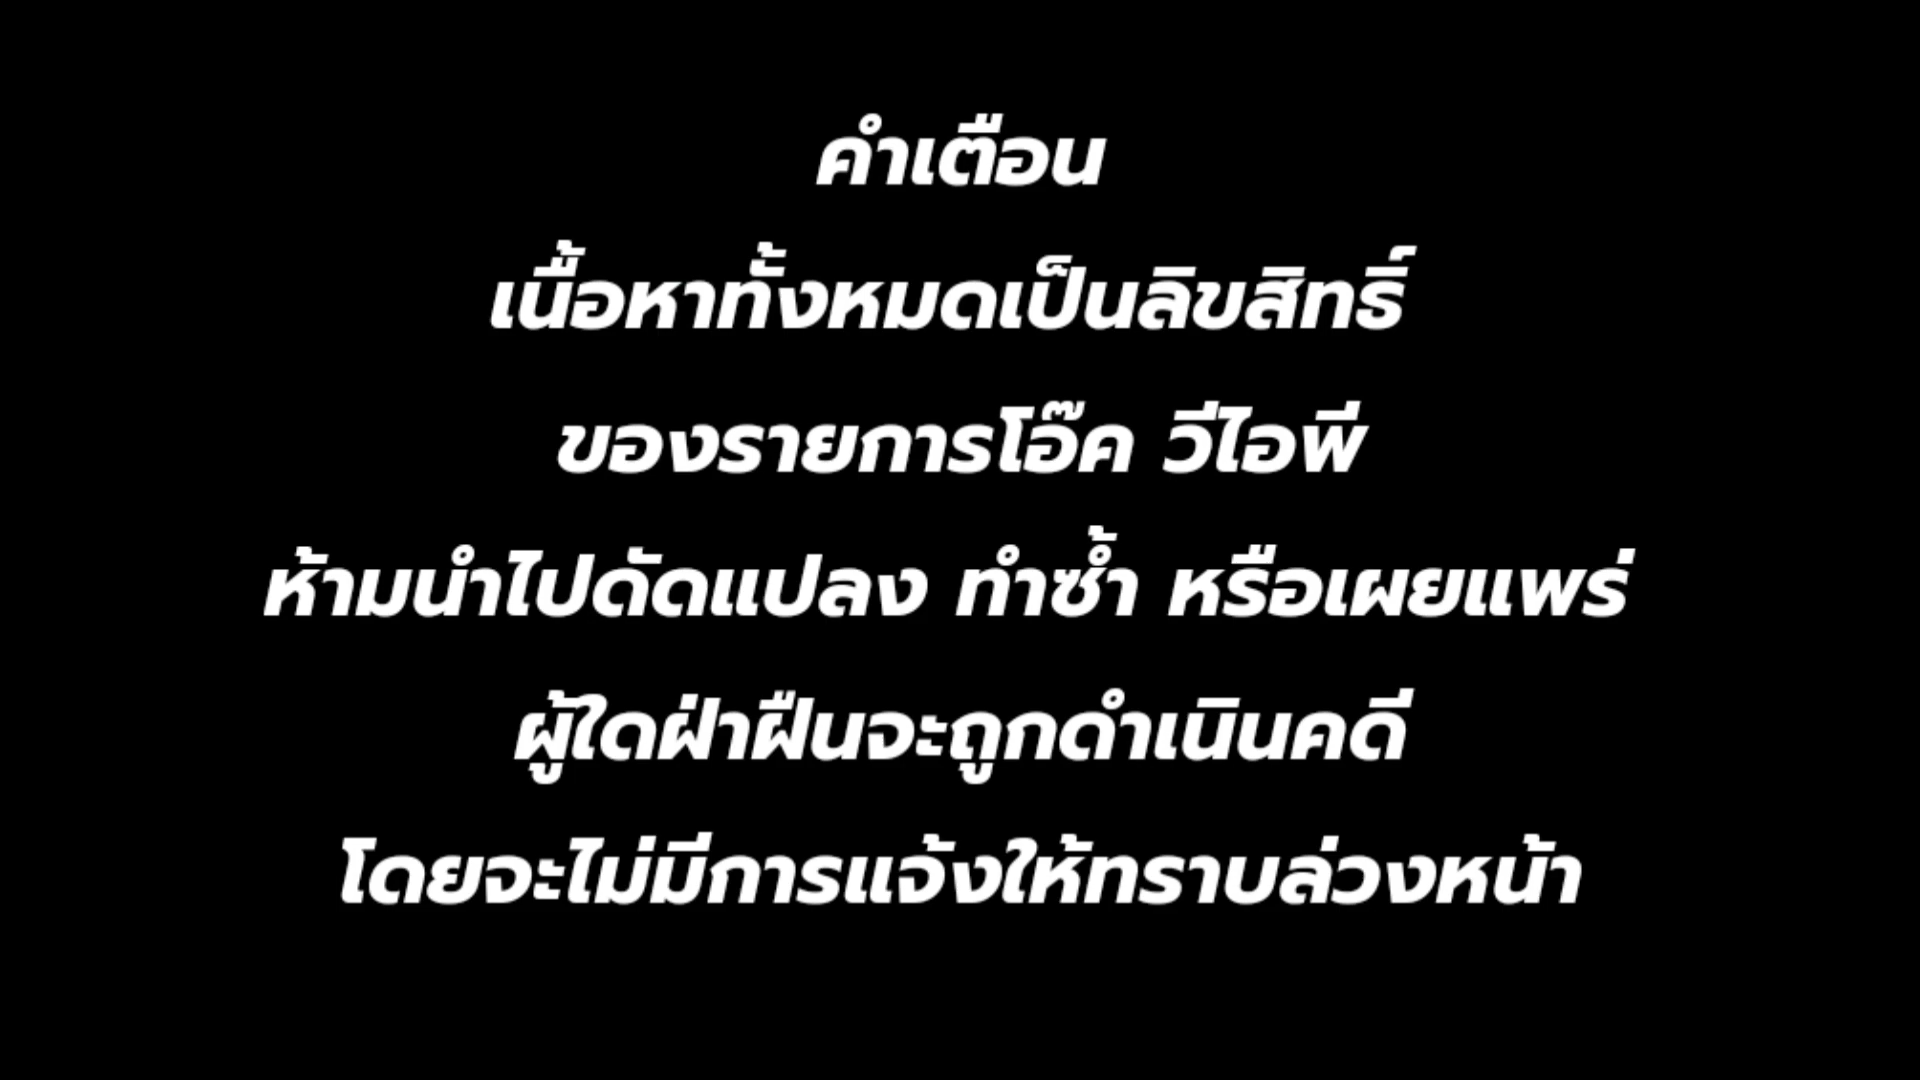 คำเตือน
เนื้อหาทั้งหมดเป็นลิขสิทธิ์
ของรายการโอ๊ค วีไอพี
ห้ามนำไปดัดแปลง ทำซ้ำ หรือเผยแพร่
ผู้ใดฝ่าฝืนจะถูกดำเนินคดี
โดยจะไม่มีการแจ้งให้ทราบล่วงหน้า